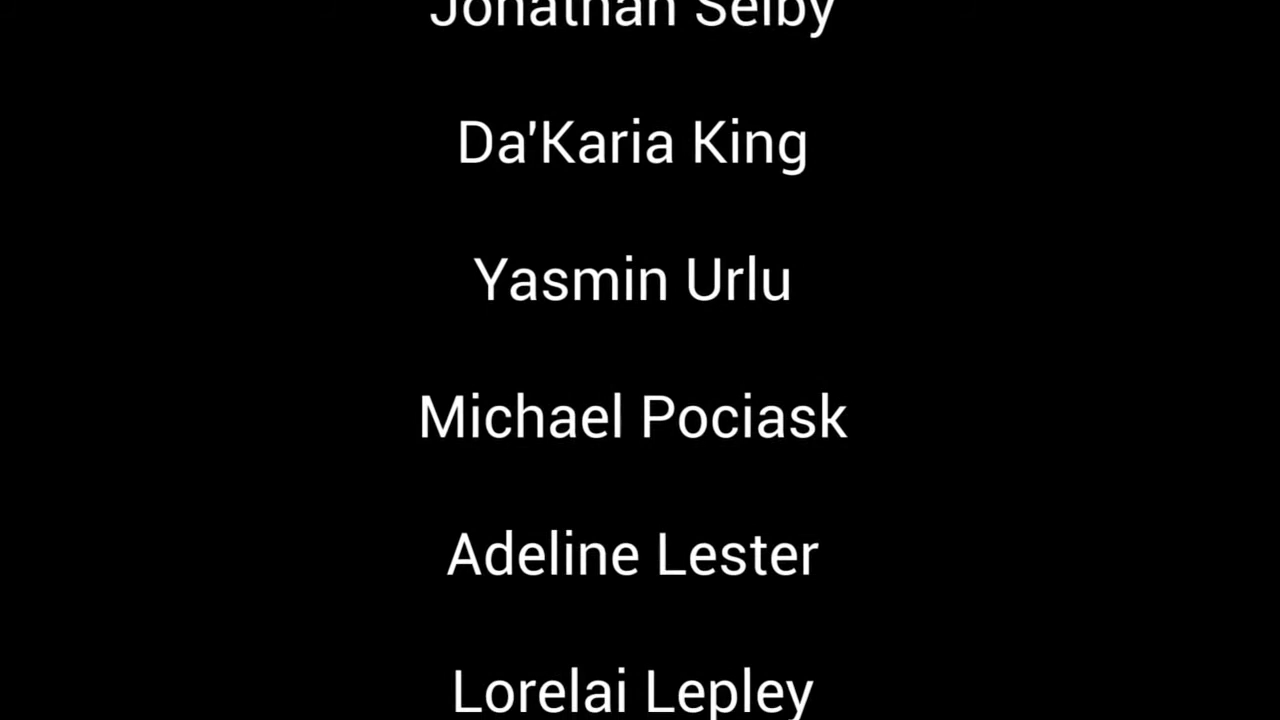 Jonathan Selby
Da'Karia King
Yasmin Urlu
Michael Pociask
Adeline Lester
Lorelai Lepley